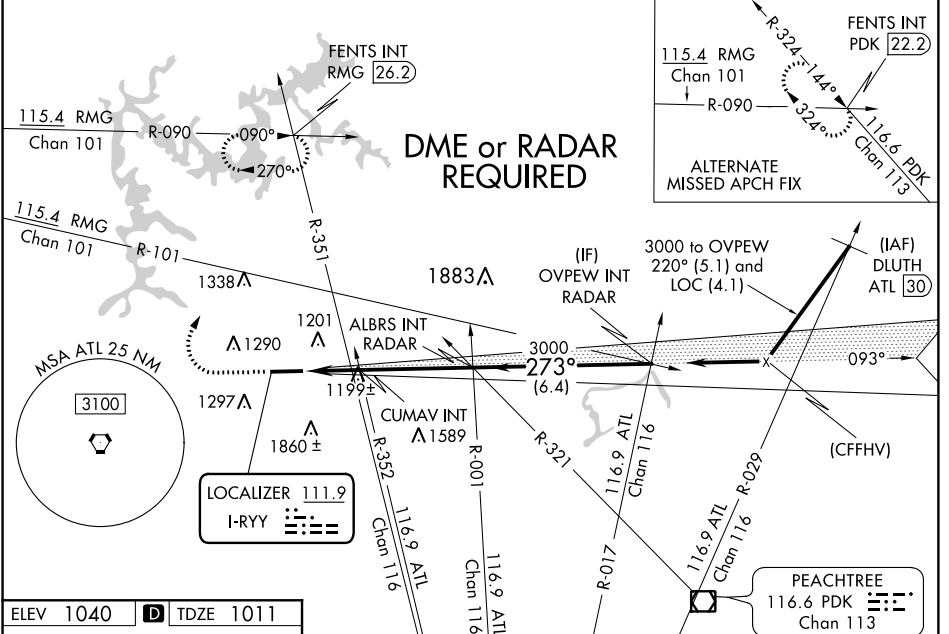 FENTS INT
RMG 26.2
115.4 RMG
Chan 101
R-090
090°
270°
DME or RADAR
REQUIRED
R-324
144°
324°
FENTS INT
PDK 22.2
115.4 RMG
Chan 101
R-090
116.6 PDK
Chan 113
ALTERNATE
MISSED APCH FIX
115.4 RMG
Chan 101
R-101
R-351
1338
1883
(IF)
OVPEW INT
RADAR
3000 to OVPEW
220° (5.1) and
LOC (4.1)
(IAF)
DLUTH
ATL 30
1201
1290
ALBRS INT
RADAR
3000
273°
(6.4)
093°
MSA ATL 25 NM
3100
1297
1199±
CUMAV INT
1589
1860 ±
(CFFHV)
LOCALIZER 111.9
I-RYY
R-352
116.9 ATL
Chan 116
R-001
116.9 ATL
Chan 116
R-321
R-017
116.9 ATL
Chan 116
R-029
116.9 ATL
Chan 116
PEACHTREE
116.6 PDK
Chan 113
ELEV 1040 D TDZE 1011